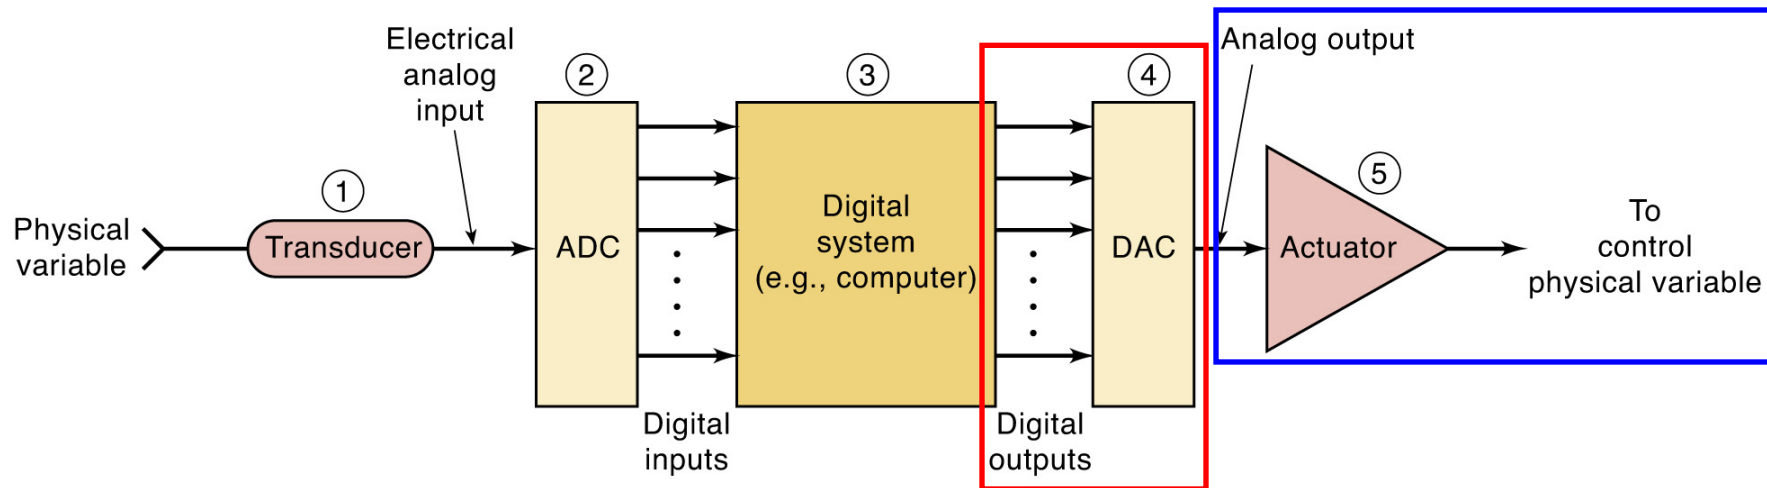 Physical
variable
1
Transducer
Electrical
analog
input
2
ADC
Digital
inputs
3
Digital
system
(e.g., computer)
Digital
outputs
4
DAC
Analog output
5
Actuator
To
control
physical variable